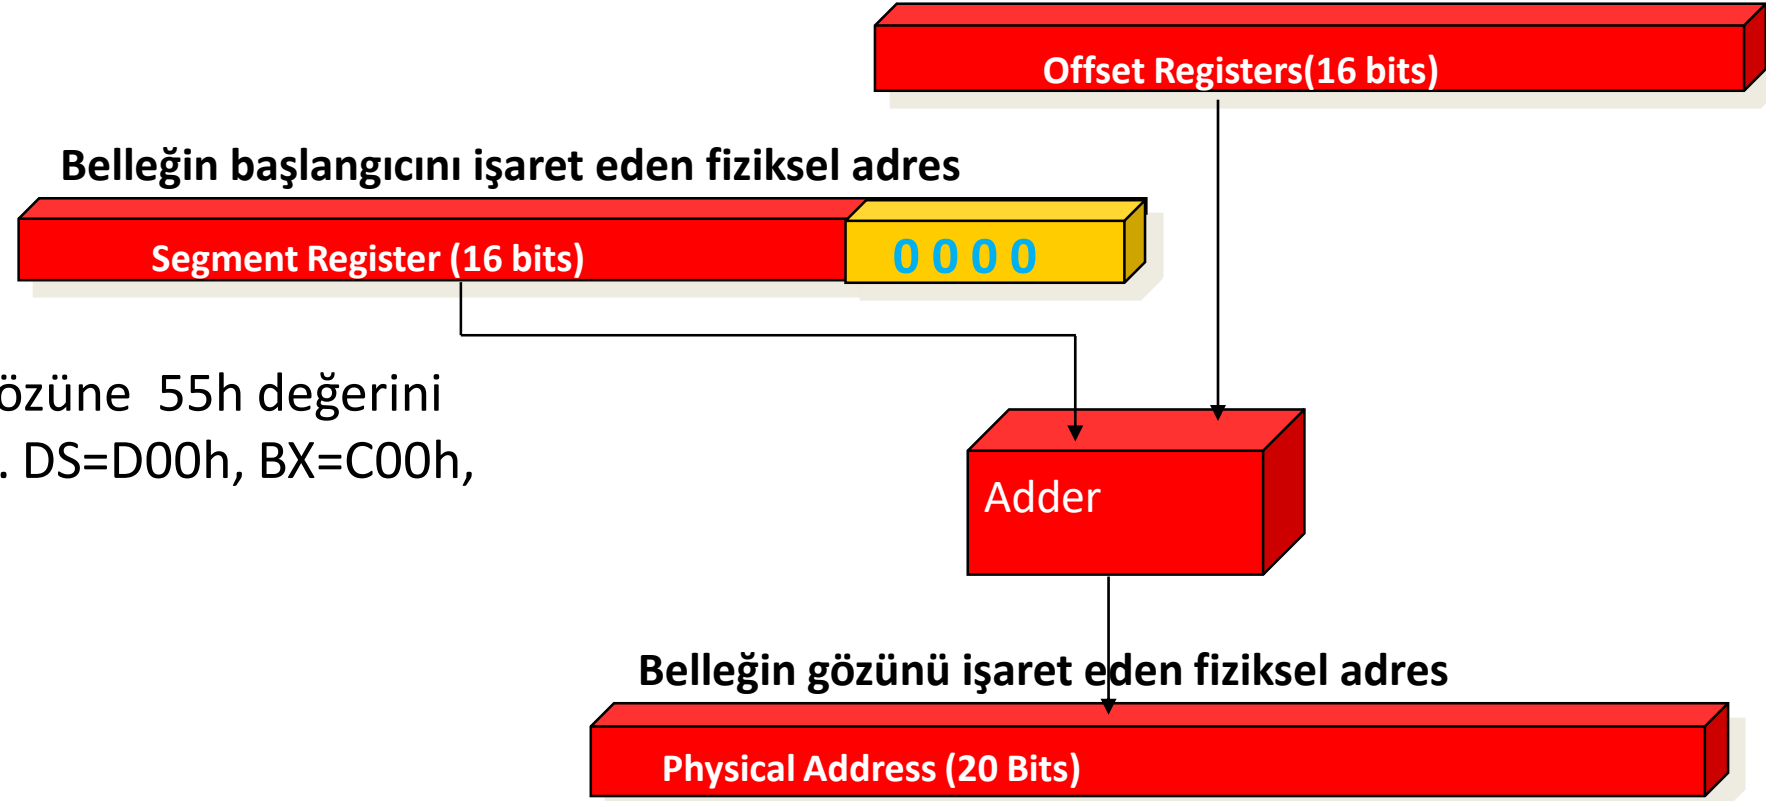 Offset Registers(16 bits)
Belleğin başlangıcını işaret eden fiziksel adres
Segment Register (16 bits)
0 0 0 0
55h değerini
. DS=D00h, BX=C00h,
Adder
Belleğin gözünü işaret eden fiziksel adres
Physical Address (20 Bits)